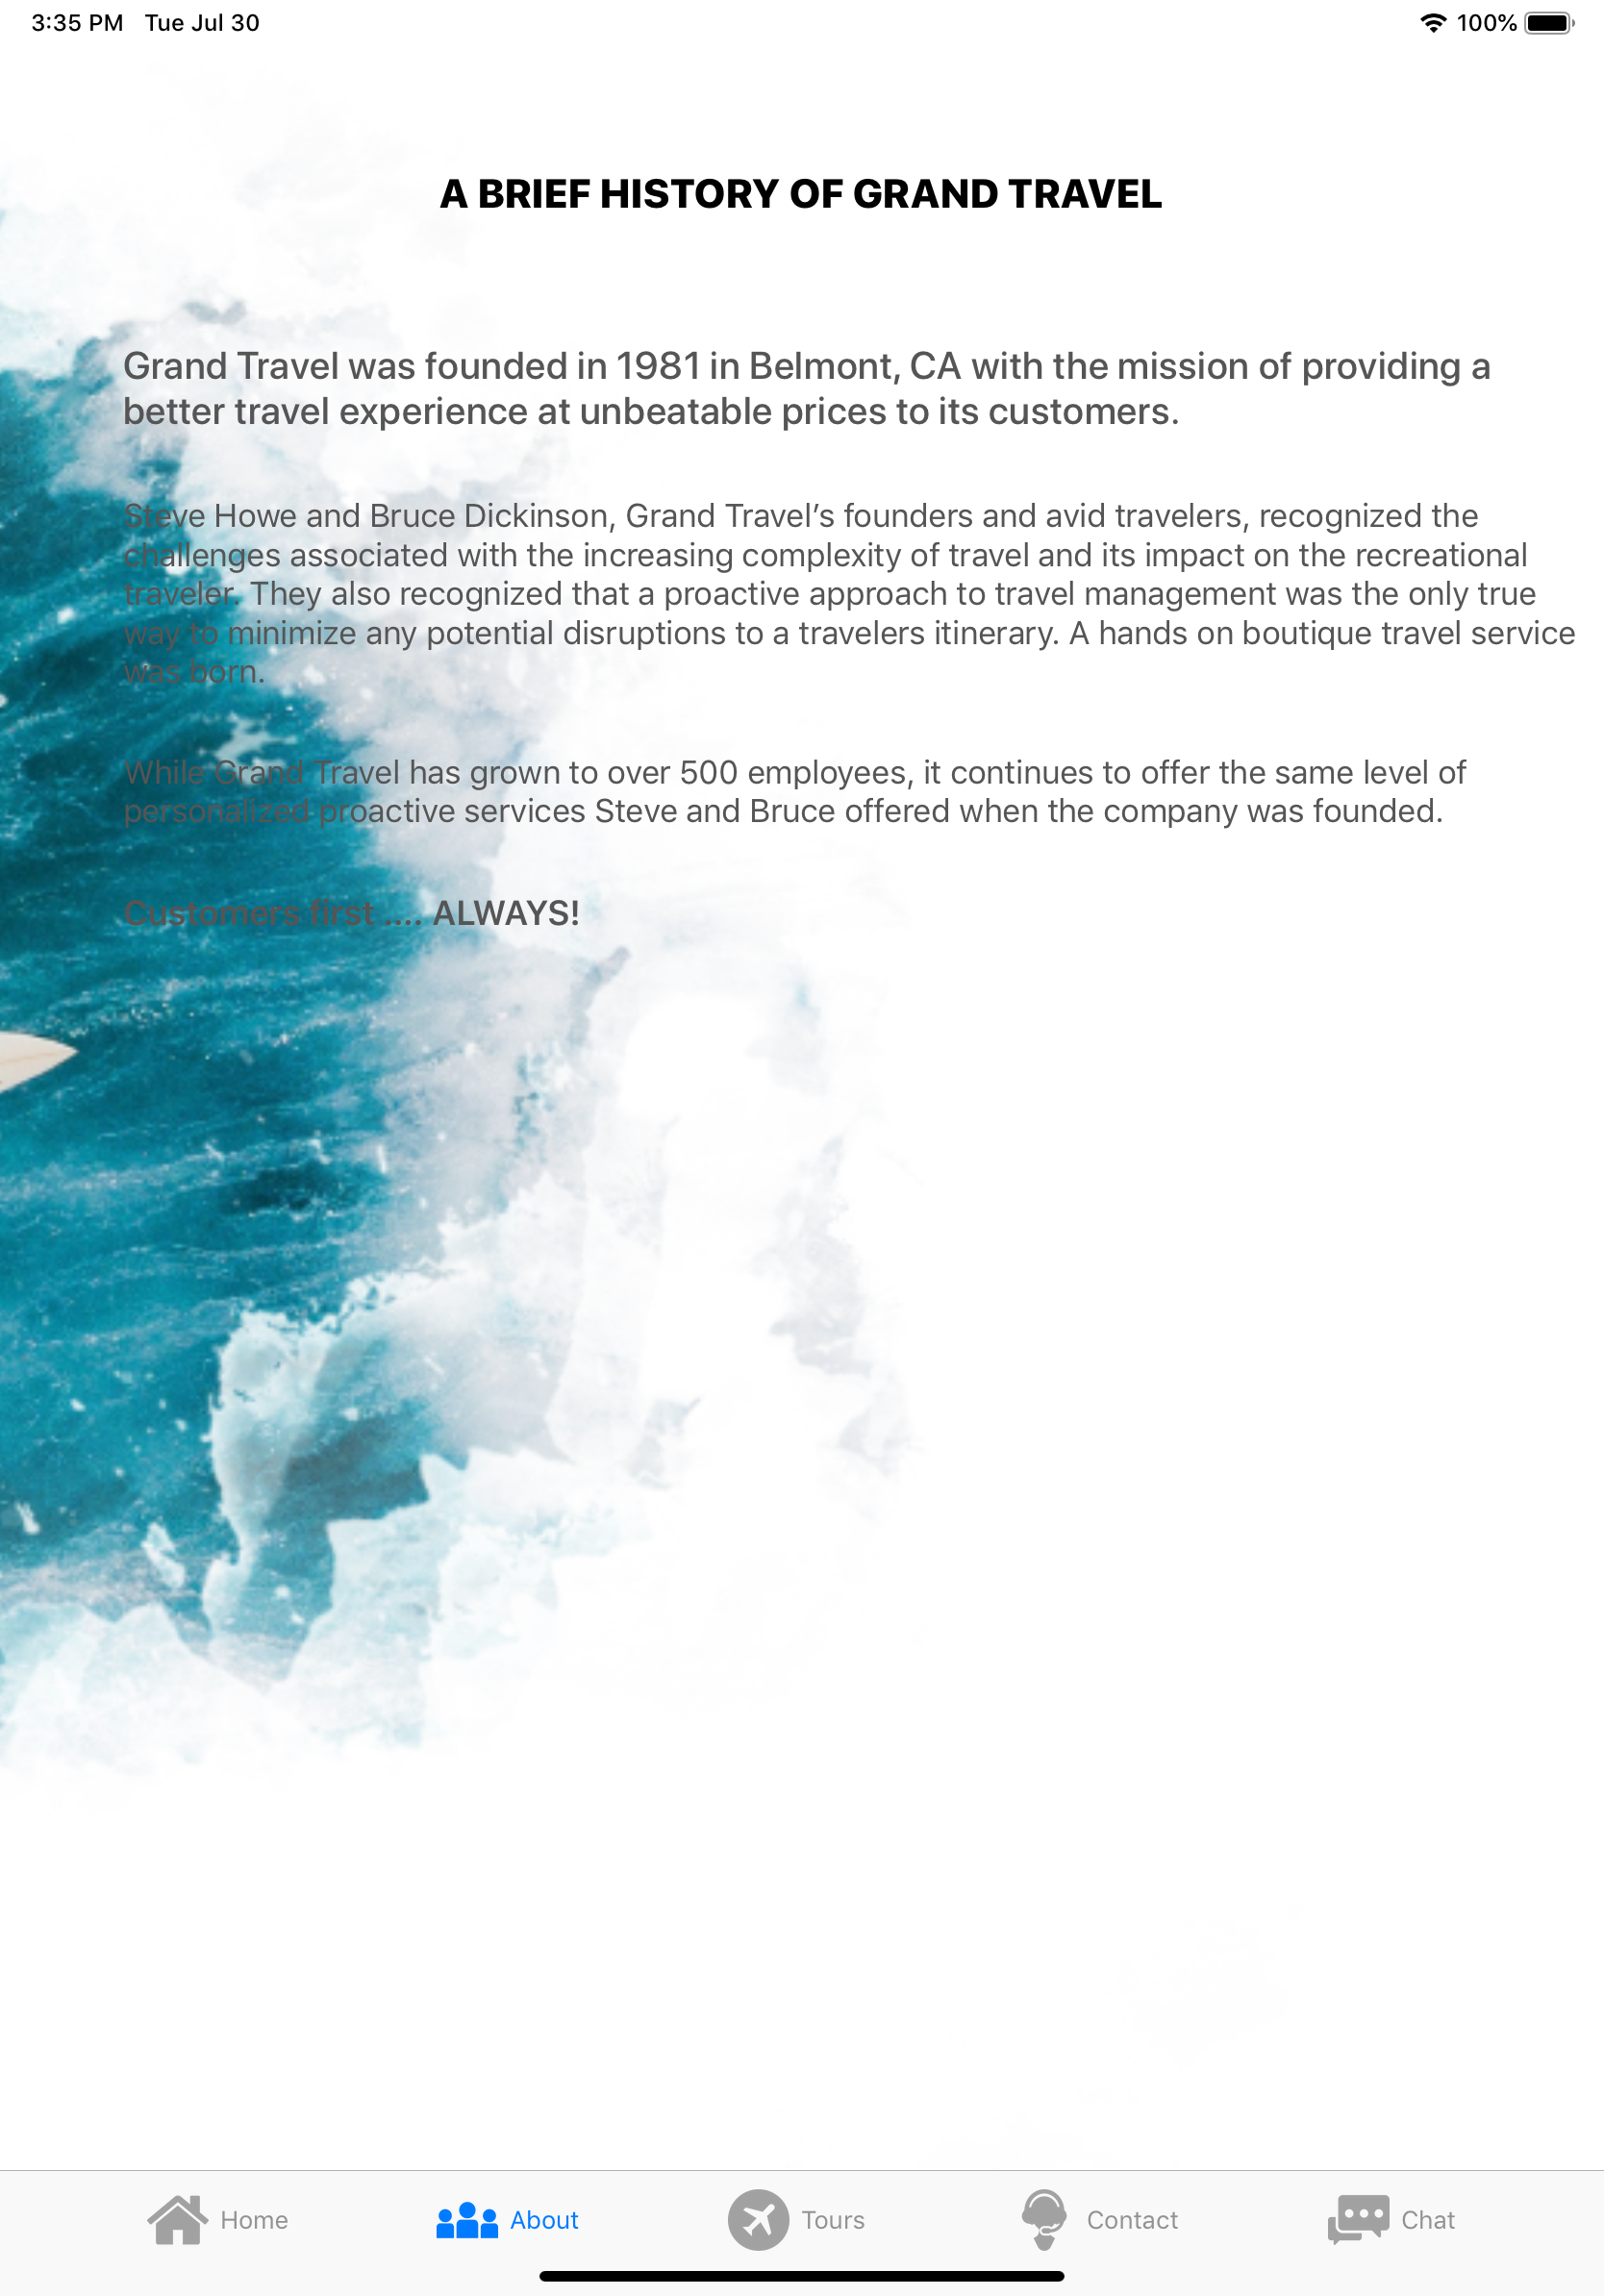 3:35 PM Tue Jul 30 100%
A BRIEF HISTORY OF GRAND TRAVEL
Grand Travel was founded in 1981 in Belmont, CA with the mission of providing a
better travel experience at unbeatable prices to its customers.
Steve Howe and Bruce Dickinson, Grand Travel’s founders and avid travelers, recognized the
challenges associated with the increasing complexity of travel and its impact on the recreational
traveler. They also recognized that a proactive approach to travel management was the only true
way to minimize any potential disruptions to a travelers itinerary. A hands on boutique travel service
was born.
While Grand Travel has grown to over 500 employees, it continues to offer the same level of
personalized proactive services Steve and Bruce offered when the company was founded.
Customers first .... ALWAYS!
Home About Tours Contact Chat